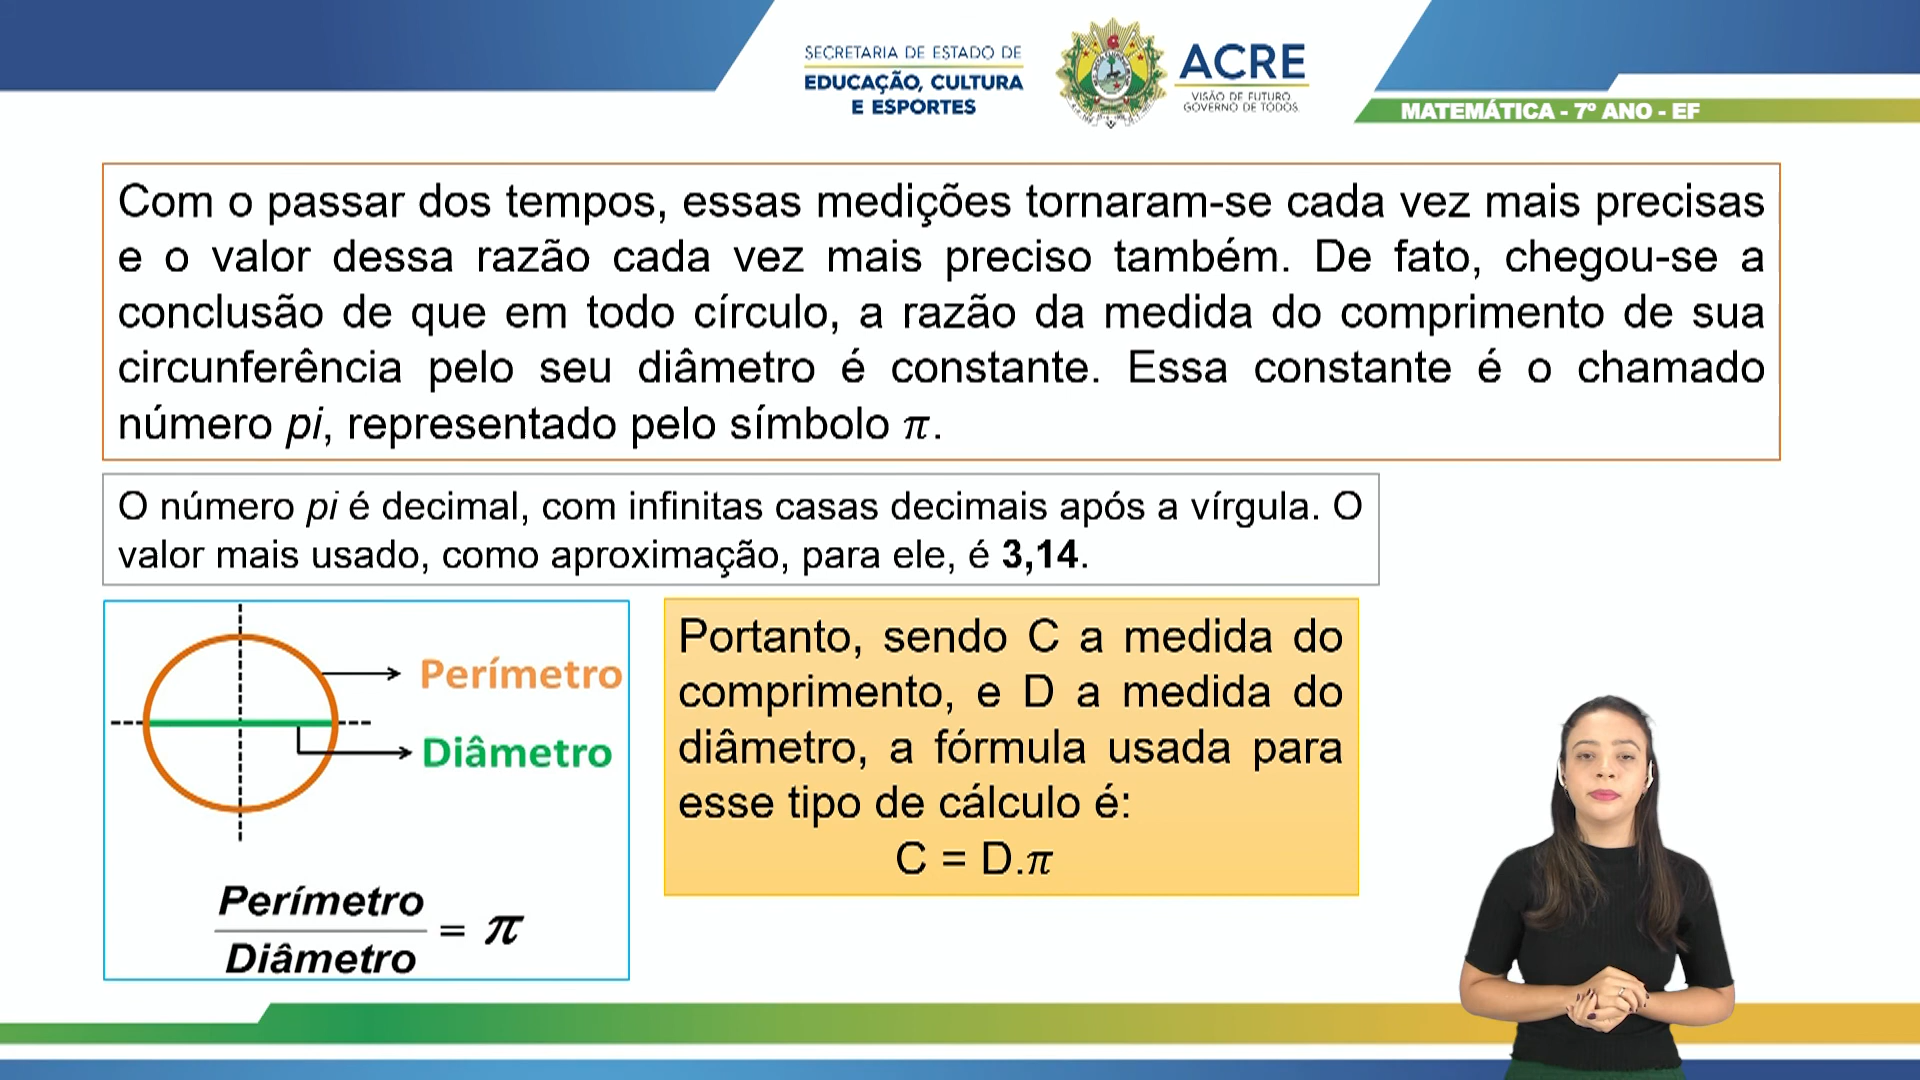 SECRETARIA DE ESTADO DE
EDUCAÇÃO, CULTURA
E ESPORTES
ACRE
VISÃO DE FUTURO.
GOVERNO DE TODOS.
MATEMÁTICA - 7º ANO - EF
Com o passar dos tempos, essas medições tornaram-se cada vez mais precisas
e o valor dessa razão cada vez mais preciso também. De fato, chegou-se a
conclusão de que em todo círculo, a razão da medida do comprimento de sua
circunferência pelo seu diâmetro é constante. Essa constante é o chamado
número pi, representado pelo símbolo π.
O número pi é decimal, com infinitas casas decimais após a vírgula. O
valor mais usado, como aproximação, para ele, é 3,14.
Perímetro
Diâmetro
Perímetro
Diâmetro
= π
Portanto, sendo C a medida do
comprimento, e D a medida do
diâmetro, a fórmula usada para
esse tipo de cálculo é:
C = D.π